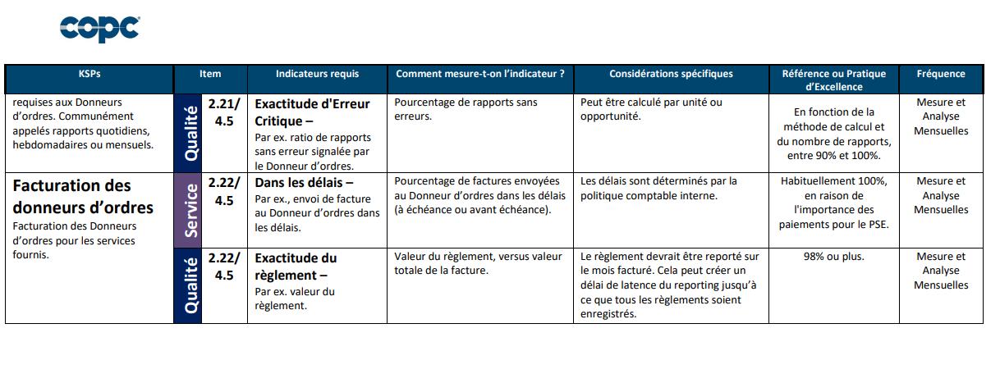 copc
KSPs
Item
Indicateurs requis
Comment mesure-t-on l’indicateur ?
Considérations spécifiques
Référence ou Pratique
d’Excellence
Fréquence
requises aux Donneurs
d’ordres. Communément
appelés rapports quotidiens,
hebdomadaires ou mensuels.
Qualité
2.21/
4.5
Exactitude d'Erreur
Critique –
Par ex. ratio de rapports
sans erreur signalée par
le Donneur d’ordres.
Pourcentage de rapports sans
erreurs.
Peut être calculé par unité ou
opportunité.
En fonction de la
méthode de calcul et
du nombre de rapports,
entre 90% et 100%.
Mesure et
Analyse
Mensuelles
Facturation des
donneurs d’ordres
Facturation des Donneurs
d’ordres pour les services
fournis.
Service
2.22/
4.5
Dans les délais –
Par ex., envoi de facture
au Donneur d’ordres dans
les délais.
Pourcentage de factures envoyées
au Donneur d’ordres dans les délais
(à échéance ou avant échéance).
Les délais sont déterminés par la
politique comptable interne.
Habituellement 100%,
en raison de
l'importance des
paiements pour le PSE.
Mesure et
Analyse
Mensuelles
Qualité
2.22/
4.5
Exactitude du
règlement –
Par ex. valeur du
règlement.
Valeur du règlement, versus valeur
totale de la facture.
Le règlement devrait être reporté sur
le mois facturé. Cela peut créer un
délai de latence du reporting jusqu’à
ce que tous les règlements soient
enregistrés.
98% ou plus.
Mesure et
Analyse
Mensuelles